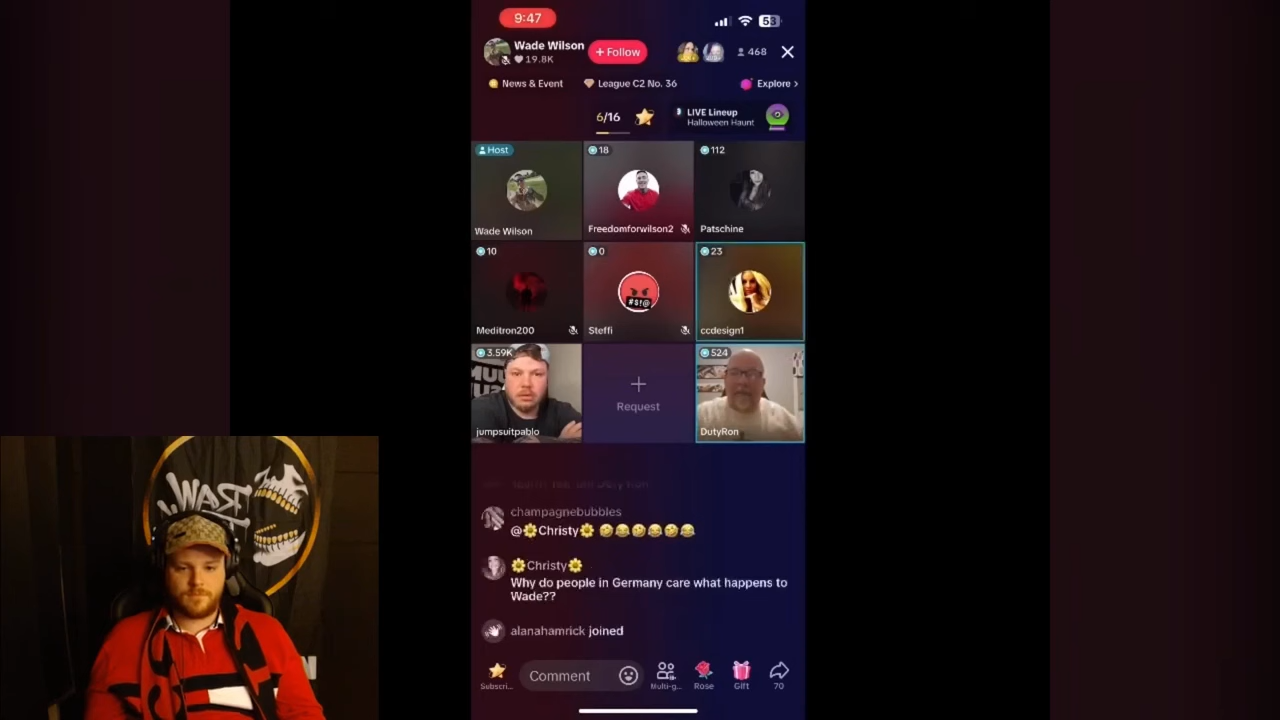 9:47
53
Wade Wilson
19.8K
+ Follow
468
News & Event
League C2 No. 36
Explore >
6/16
LIVE Lineup
Halloween Haunt
Host
18
112
Wade Wilson
Freedomforwilson2
Patschine
10
0
23
#$!@
Meditron200
Steffi
ccdesign1
3.59K
524
Request
jumpsuitpablo
DutyRon
RAW
champagnebubbles
@🌼Christy🌼 🤣😂🤣😂🤣😂
🌼Christy🌼
Why do people in Germany care what happens to
Wade??
alanahamrick joined
Subscri...
Comment
Multi-g...
Rose
Gift
70